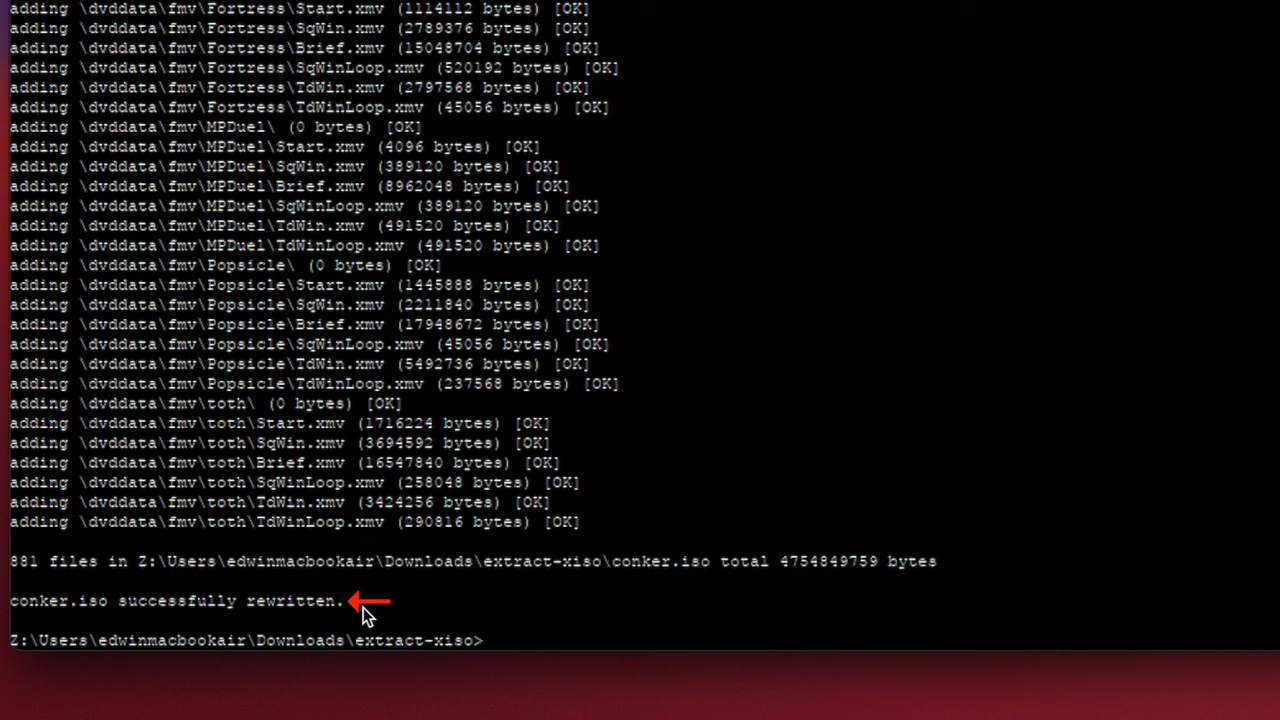 adding \dvddata\fmv\Fortress\Start.xmv (1114112 bytes) [OK]
adding \dvddata\fmv\Fortress\SqWin.xmv (2789376 bytes) [OK]
adding \dvddata\fmv\Fortress\Brief.xmv (15048704 bytes) [OK]
adding \dvddata\fmv\Fortress\SqWinLoop.xmv (520192 bytes) [OK]
adding \dvddata\fmv\Fortress\TdWin.xmv (2797568 bytes) [OK]
adding \dvddata\fmv\Fortress\TdWinLoop.xmv (45056 bytes) [OK]
adding \dvddata\fmv\MPDuel\ (0 bytes) [OK]
adding \dvddata\fmv\MPDuel\Start.xmv (4096 bytes) [OK]
adding \dvddata\fmv\MPDuel\SqWin.xmv (389120 bytes) [OK]
adding \dvddata\fmv\MPDuel\Brief.xmv (8962048 bytes) [OK]
adding \dvddata\fmv\MPDuel\SqWinLoop.xmv (389120 bytes) [OK]
adding \dvddata\fmv\MPDuel\TdWin.xmv (491520 bytes) [OK]
adding \dvddata\fmv\MPDuel\TdWinLoop.xmv (491520 bytes) [OK]
adding \dvddata\fmv\Popsicle\ (0 bytes) [OK]
adding \dvddata\fmv\Popsicle\Start.xmv (1445888 bytes) [OK]
adding \dvddata\fmv\Popsicle\SqWin.xmv (2211840 bytes) [OK]
adding \dvddata\fmv\Popsicle\Brief.xmv (17948672 bytes) [OK]
adding \dvddata\fmv\Popsicle\SqWinLoop.xmv (45056 bytes) [OK]
adding \dvddata\fmv\Popsicle\TdWin.xmv (5492736 bytes) [OK]
adding \dvddata\fmv\Popsicle\TdWinLoop.xmv (237568 bytes) [OK]
adding \dvddata\fmv\toth\ (0 bytes) [OK]
adding \dvddata\fmv\toth\Start.xmv (1716224 bytes) [OK]
adding \dvddata\fmv\toth\SqWin.xmv (3694592 bytes) [OK]
adding \dvddata\fmv\toth\Brief.xmv (16547840 bytes) [OK]
adding \dvddata\fmv\toth\SqWinLoop.xmv (258048 bytes) [OK]
adding \dvddata\fmv\toth\TdWin.xmv (3424256 bytes) [OK]
adding \dvddata\fmv\toth\TdWinLoop.xmv (290816 bytes) [OK]
881 files in Z:\Users\edwinmacbookair\Downloads\extract-xiso\conker.iso total 4754849759 bytes
conker.iso successfully rewritten.
Z:\Users\edwinmacbookair\Downloads\extract-xiso>